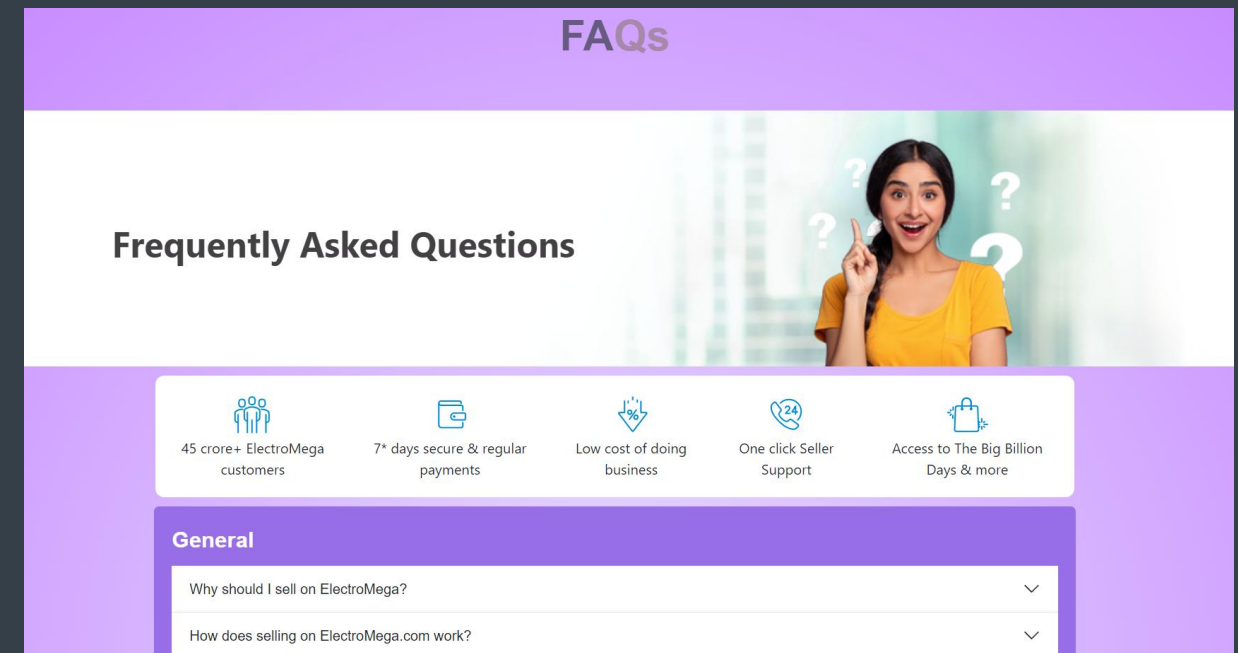 FAQs
Frequently Asked Questions
? ? ? ?
%
24
45 crore+ ElectroMega
customers
7* days secure & regular
payments
Low cost of doing
business
One click Seller
Support
Access to The Big Billion
Days & more
General
Why should I sell on ElectroMega?
How does selling on ElectroMega.com work?